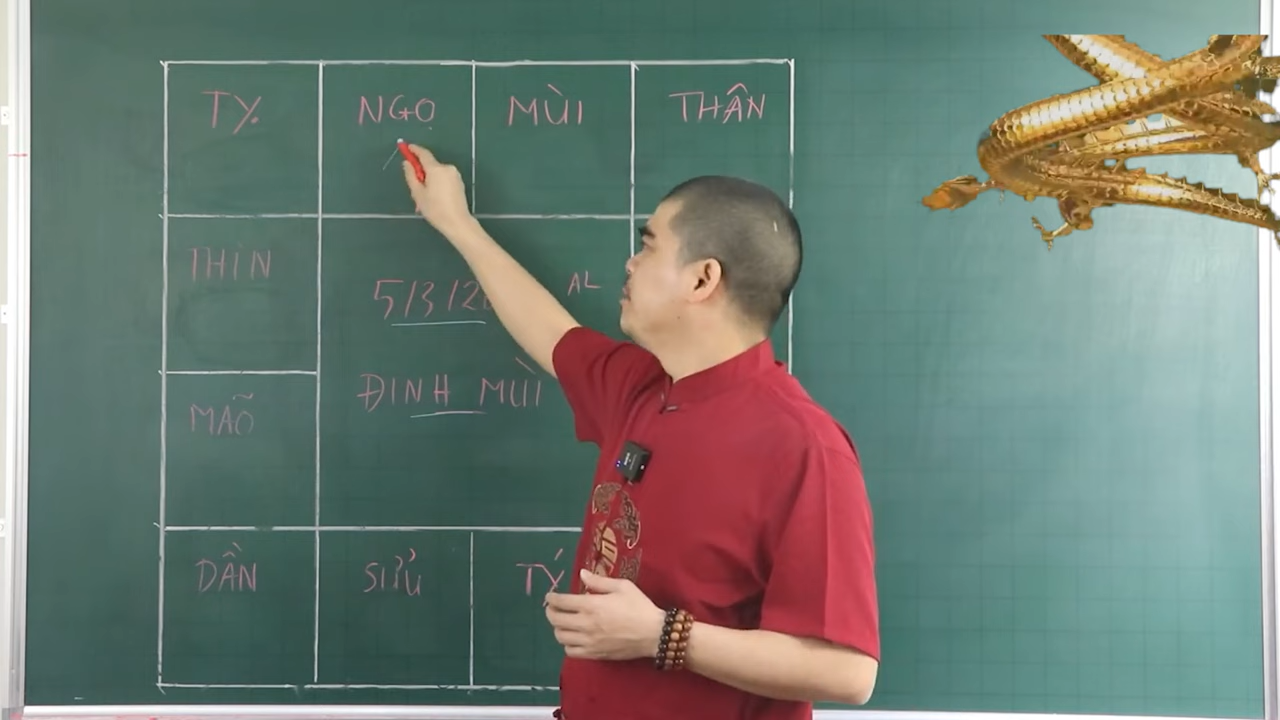 TỴ NGỌ MÙI THÂN
THÌN
5/3/2 AL
ĐINH MÙI
MÃO
DẦN SỬU TÝ